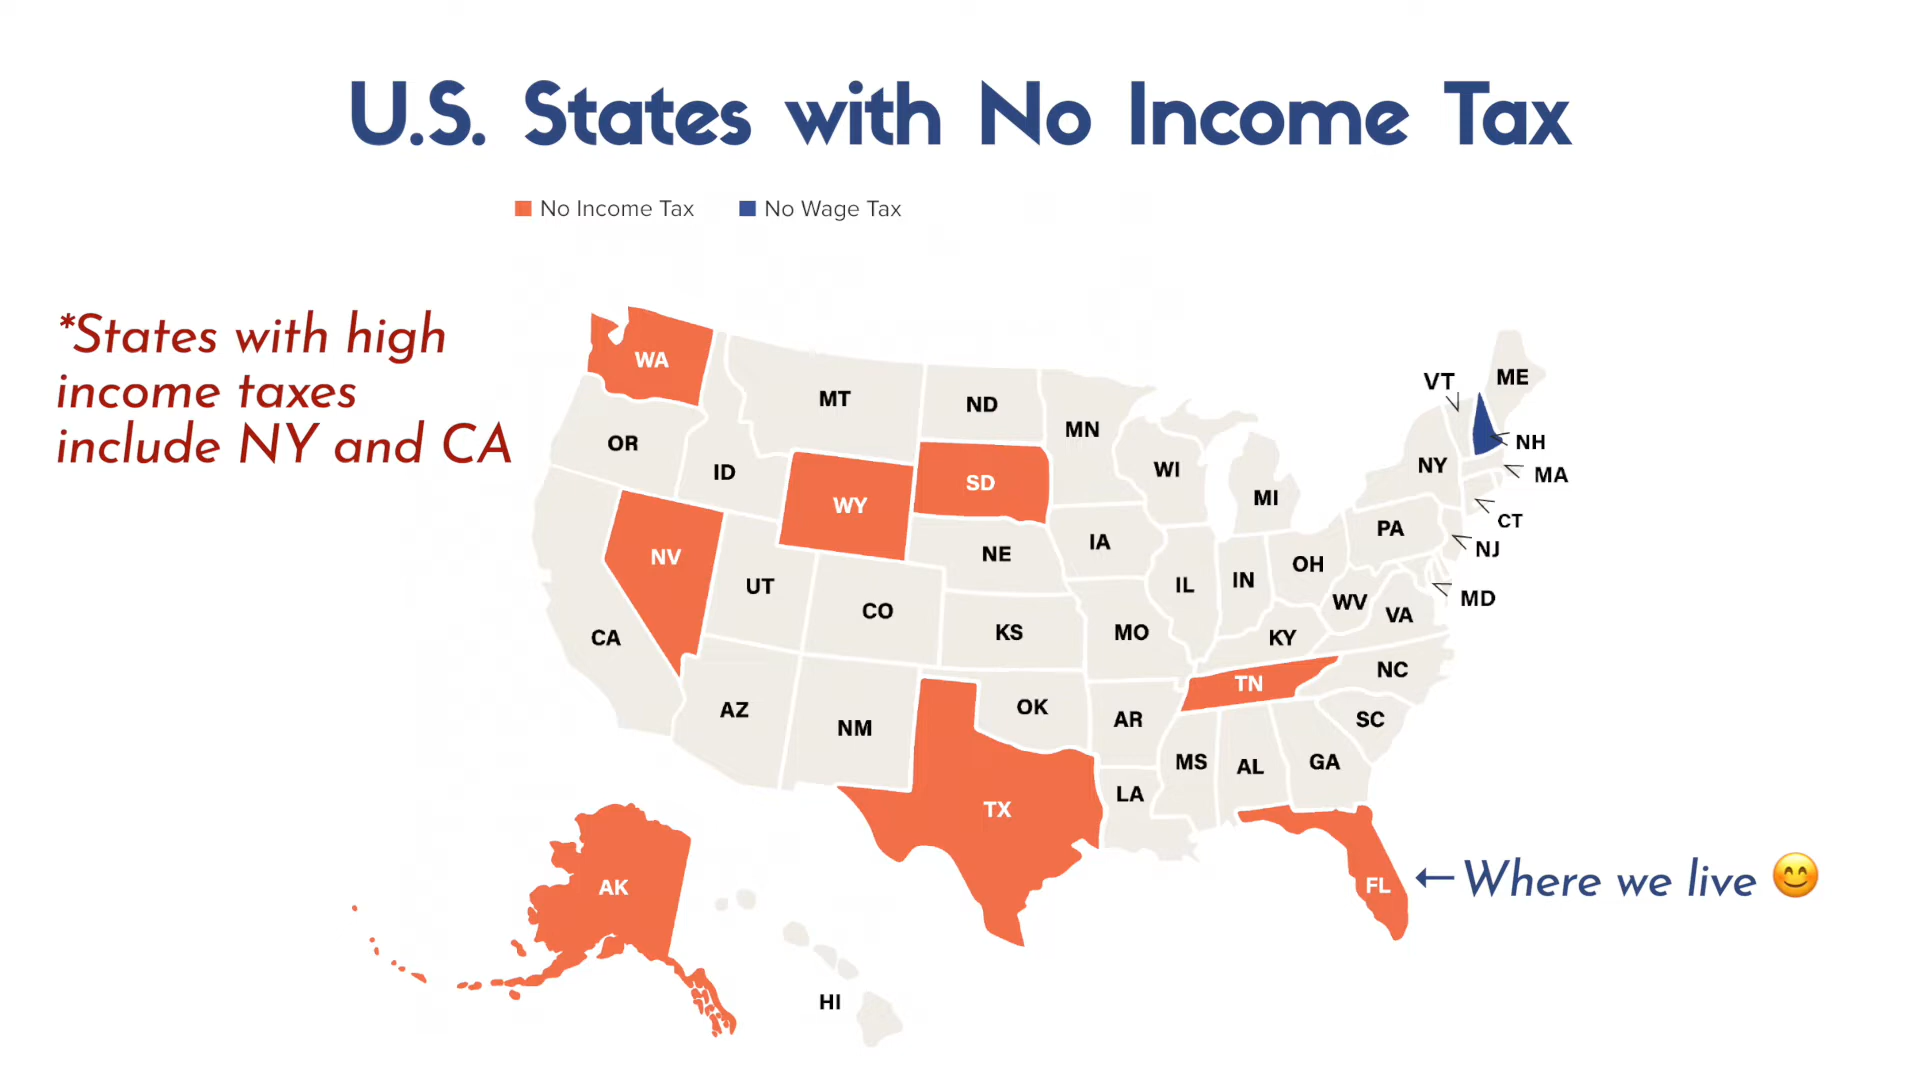 U.S. States with No Income Tax
No Income Tax
No Wage Tax
*States with high
income taxes
include NY and CA
WA
MT
ND
MN
OR
ID
WY
SD
WI
MI
VT
ME
NH
NY
MA
CT
PA
NJ
MD
NV
UT
NE
IA
IL
IN
OH
WV
VA
CA
CO
KS
MO
KY
NC
TN
AZ
NM
OK
AR
SC
MS
AL
GA
LA
TX
FL
←Where we live 😊
AK
HI